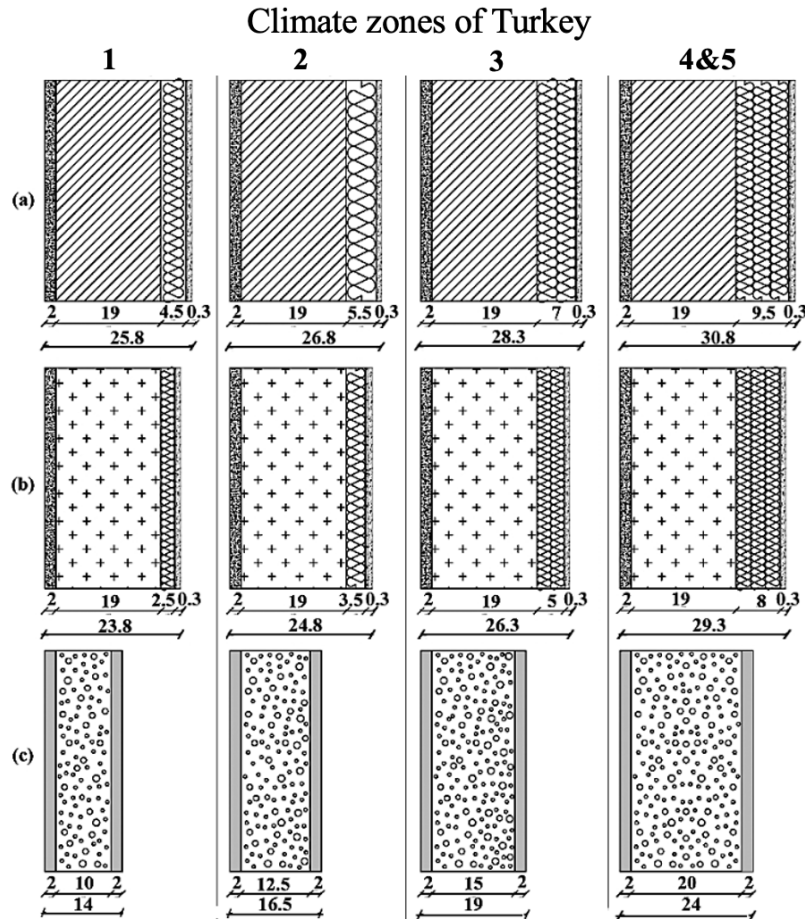 Climate zones of Turkey
1 2 3 4&5
(a)
2 19 4.5 0.3 2 19 5.5 0.3 2 19 7 0.3 2 19 9,5 0.3
25.8 26.8 28.3 30.8
(b)
2 19 2,5 0.3 2 19 3,5 0.3 2 19 5 0.3 2 19 8 0.3
23.8 24.8 26.3 29.3
(c)
2 10 2 2 12.5 2 2 15 2 2 20 2
14 16.5 19 24